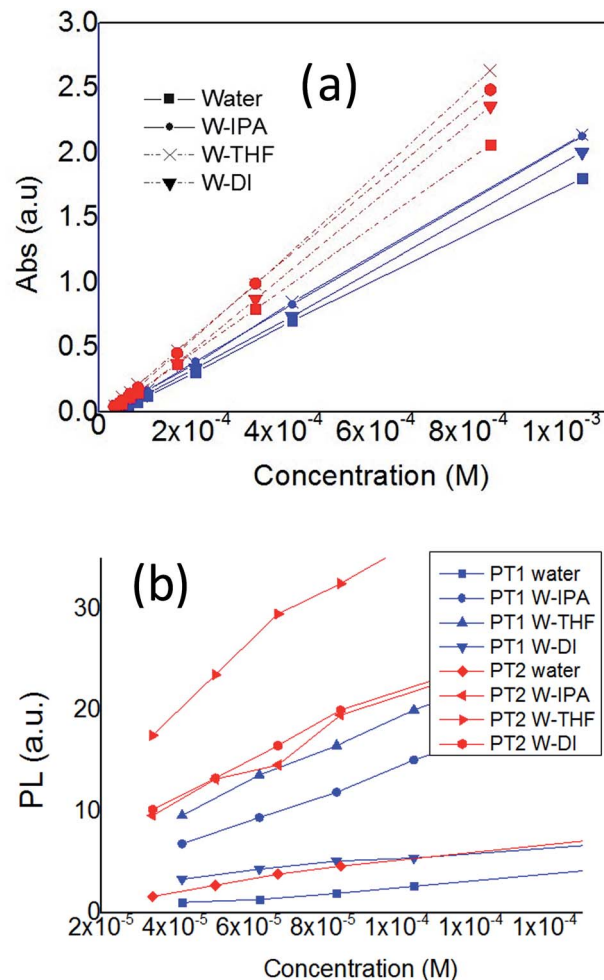 3.0
(a)
Water
W-IPA
W-THF
W-DI
2.5
2.0
1.5
1.0
0.5
0.0
Abs (a.u)
0 2x10⁻⁴ 4x10⁻⁴ 6x10⁻⁴ 8x10⁻⁴ 1x10⁻³
Concentration (M)
(b)
PT1 water
PT1 W-IPA
PT1 W-THF
PT1 W-DI
PT2 water
PT2 W-IPA
PT2 W-THF
PT2 W-DI
30
20
10
0
PL (a.u.)
2x10⁻⁵ 4x10⁻⁵ 6x10⁻⁵ 8x10⁻⁵ 1x10⁻⁴ 1x10⁻⁴ 1x10⁻⁴
Concentration (M)